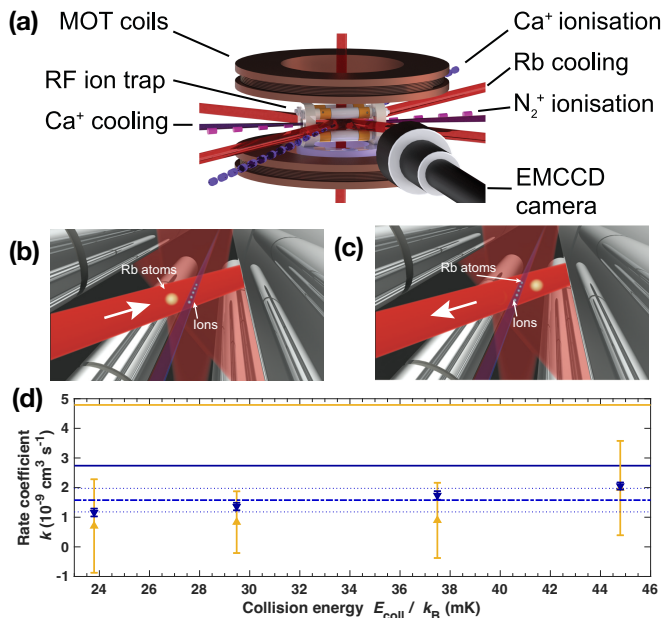 (a)
MOT coils
RF ion trap
Ca⁺ cooling
Ca⁺ ionisation
Rb cooling
N₂⁺ ionisation
EMCCD
camera
(b)
Rb atoms
Ions
(c)
Rb atoms
Ions
(d)
Rate coefficient
k (10⁻⁹ cm³ s⁻¹)
5
4
3
2
1
0
-1
24 26 28 30 32 34 36 38 40 42 44 46
Collision energy E_coll / k_B (mK)